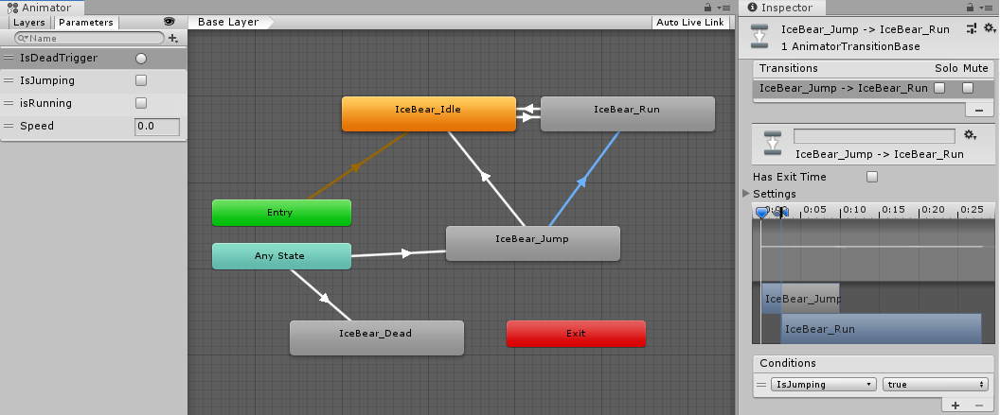 Animator
Layers Parameters
Name
IsDeadTrigger
IsJumping
isRunning
Speed 0.0
Base Layer Auto Live Link
IceBear_Idle
IceBear_Run
Entry
IceBear_Jump
Any State
IceBear_Dead
Exit
Inspector
IceBear_Jump -> IceBear_Run
1 AnimatorTransitionBase
Transitions Solo Mute
IceBear_Jump -> IceBear_Run
IceBear_Jump -> IceBear_Run
Has Exit Time
Settings
0:05 0:10 0:15 0:20 0:25
IceBear_Jump
IceBear_Run
Conditions
IsJumping true